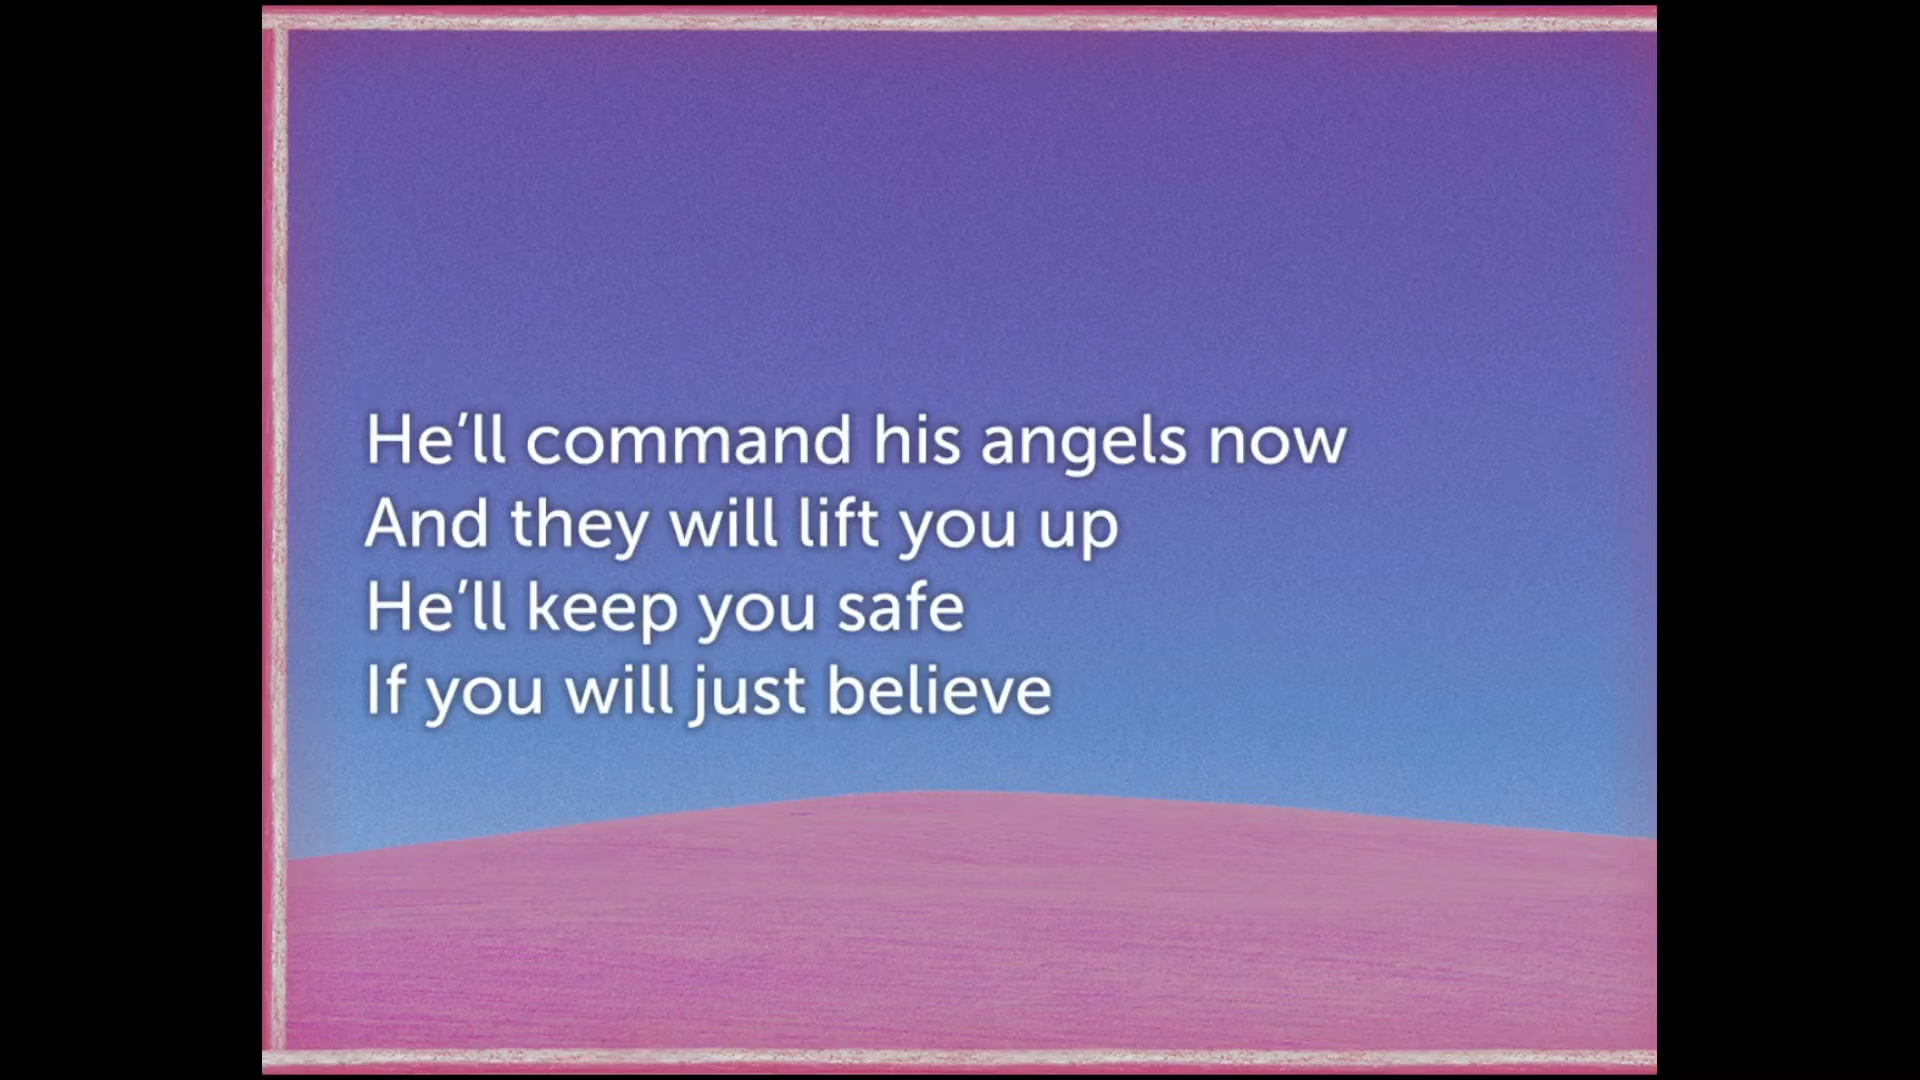 He’ll command his angels now
And they will lift you up
He’ll keep you safe
If you will just believe